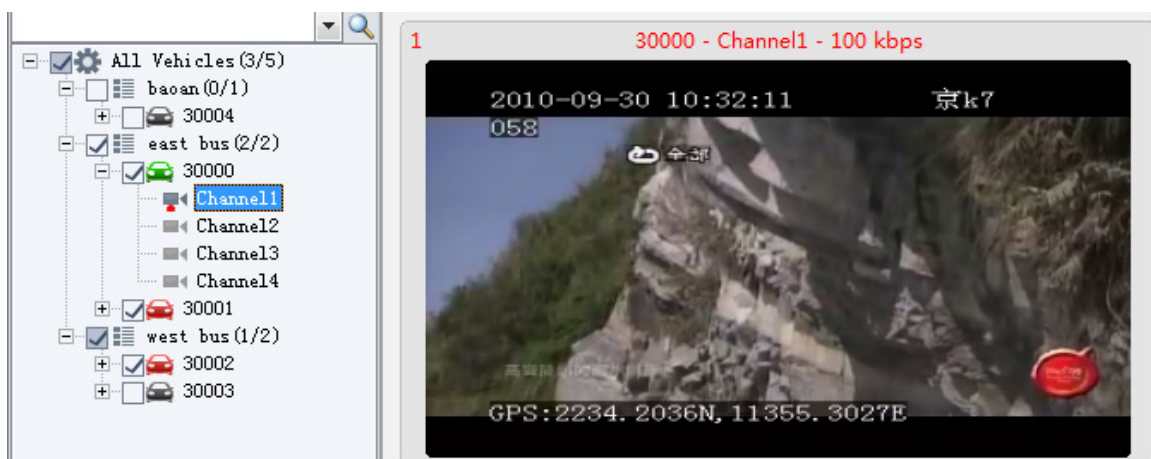 All Vehicles(3/5)
baoan(0/1)
30004
east bus(2/2)
30000
Channel1
Channel2
Channel3
Channel4
30001
west bus(1/2)
30002
30003
1
30000 - Channel1 - 100 kbps
2010-09-30 10:32:11 京k7
058
全部
GPS:2234.2036N,11355.3027E